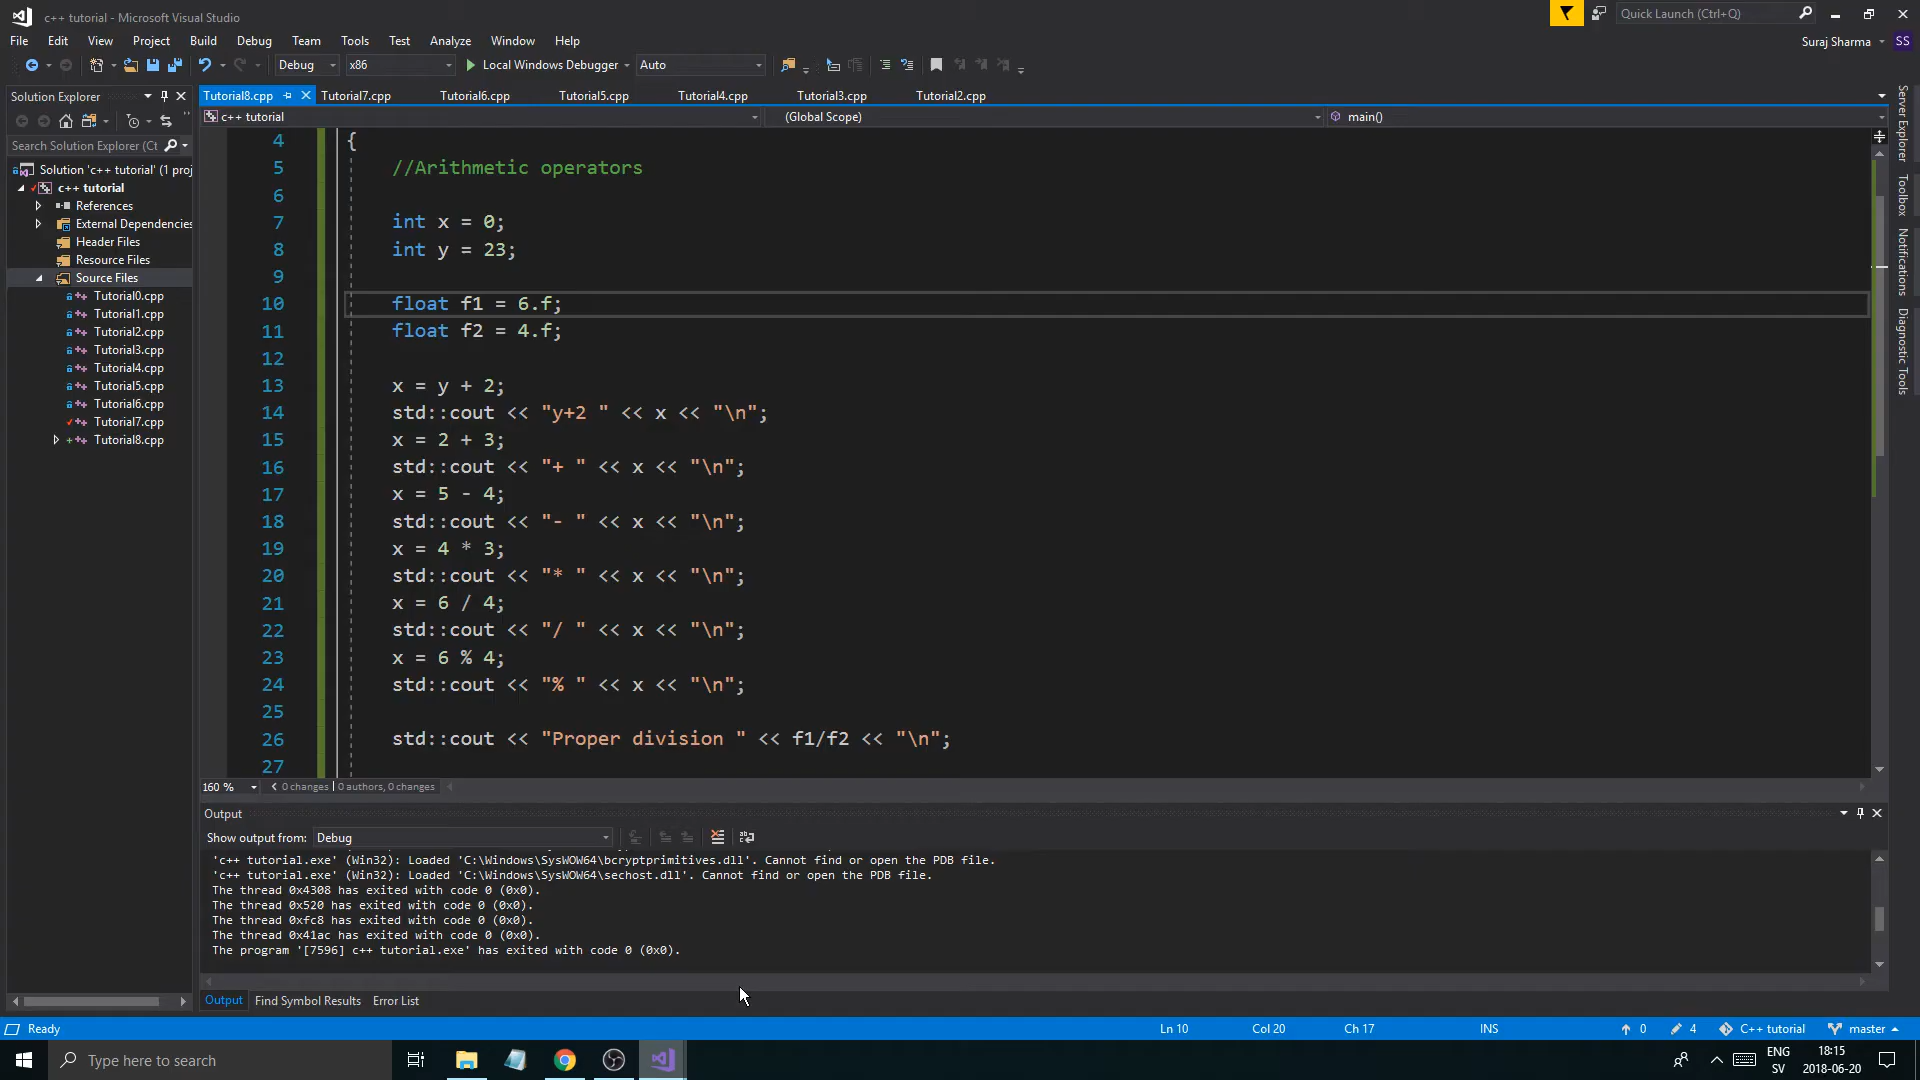 c++ tutorial - Microsoft Visual Studio
Quick Launch (Ctrl+Q)
File Edit View Project Build Debug Team Tools Test Analyze Window Help
Suraj Sharma SS
Debug x86 Local Windows Debugger Auto
Solution Explorer
Tutorial8.cpp Tutorial7.cpp Tutorial6.cpp Tutorial5.cpp Tutorial4.cpp Tutorial3.cpp Tutorial2.cpp
c++ tutorial (Global Scope) main()
Search Solution Explorer (Ct
Solution 'c++ tutorial' (1 proj
c++ tutorial
References
External Dependencies
Header Files
Resource Files
Source Files
Tutorial0.cpp
Tutorial1.cpp
Tutorial2.cpp
Tutorial3.cpp
Tutorial4.cpp
Tutorial5.cpp
Tutorial6.cpp
Tutorial7.cpp
Tutorial8.cpp
4 {
5 //Arithmetic operators
6
7 int x = 0;
8 int y = 23;
9
10 float f1 = 6.f;
11 float f2 = 4.f;
12
13 x = y + 2;
14 std::cout << "y+2 " << x << "\n";
15 x = 2 + 3;
16 std::cout << "+ " << x << "\n";
17 x = 5 - 4;
18 std::cout << "- " << x << "\n";
19 x = 4 * 3;
20 std::cout << "* " << x << "\n";
21 x = 6 / 4;
22 std::cout << "/ " << x << "\n";
23 x = 6 % 4;
24 std::cout << "% " << x << "\n";
25
26 std::cout << "Proper division " << f1/f2 << "\n";
27
Server Explorer
Toolbox
Notifications
Diagnostic Tools
160 % 0 changes | 0 authors, 0 changes
Output
Show output from: Debug
'c++ tutorial.exe' (Win32): Loaded 'C:\Windows\SysWOW64\bcryptprimitives.dll'. Cannot find or open the PDB file.
'c++ tutorial.exe' (Win32): Loaded 'C:\Windows\SysWOW64\sechost.dll'. Cannot find or open the PDB file.
The thread 0x4308 has exited with code 0 (0x0).
The thread 0x520 has exited with code 0 (0x0).
The thread 0xfc8 has exited with code 0 (0x0).
The thread 0x41ac has exited with code 0 (0x0).
The program '[7596] c++ tutorial.exe' has exited with code 0 (0x0).
Output Find Symbol Results Error List
Ready Ln 10 Col 20 Ch 17 INS 0 4 C++ tutorial master
Type here to search
ENG
SV
18:15
2018-06-20